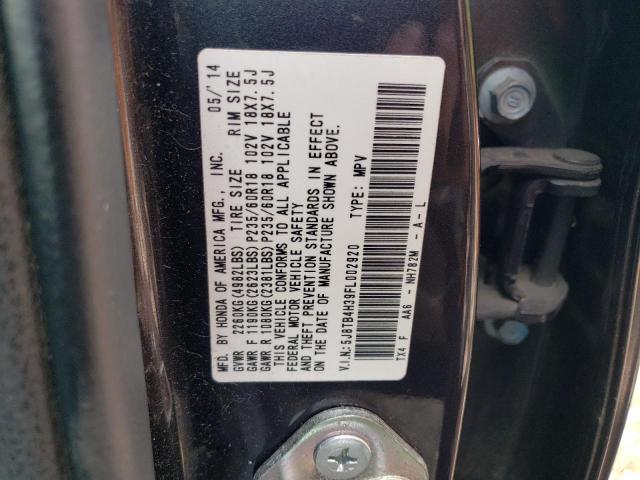 MFD. BY HONDA OF AMERICA MFG., INC. 05/'14
GVWR 2260KG(4982LBS) TIRE SIZE RIM SIZE
GAWR F 1190KG(2623LBS) P235/60R18 102V 18X7.5J
GAWR R 1080KG(2381LBS) P235/60R18 102V 18X7.5J
THIS VEHICLE CONFORMS TO ALL APPLICABLE
FEDERAL MOTOR VEHICLE SAFETY
AND THEFT PREVENTION STANDARDS IN EFFECT
ON THE DATE OF MANUFACTURE SHOWN ABOVE.
V.I.N.:5J8TB4H39FL002920 TYPE: MPV
TX4 F AA6 - NH782M - A - L